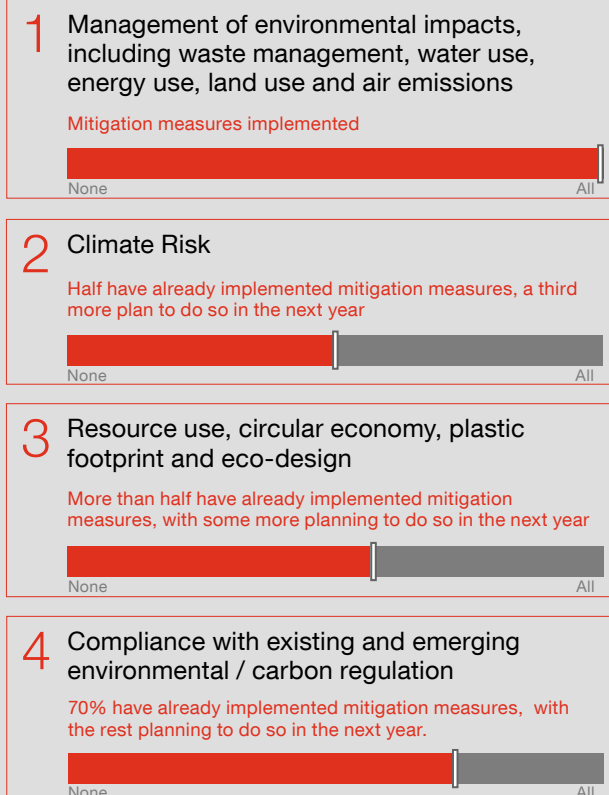 1 Management of environmental impacts,
including waste management, water use,
energy use, land use and air emissions
Mitigation measures implemented
None All
2 Climate Risk
Half have already implemented mitigation measures, a third
more plan to do so in the next year
None All
3 Resource use, circular economy, plastic
footprint and eco-design
More than half have already implemented mitigation
measures, with some more planning to do so in the next year
None All
4 Compliance with existing and emerging
environmental / carbon regulation
70% have already implemented mitigation measures, with
the rest planning to do so in the next year.
None All